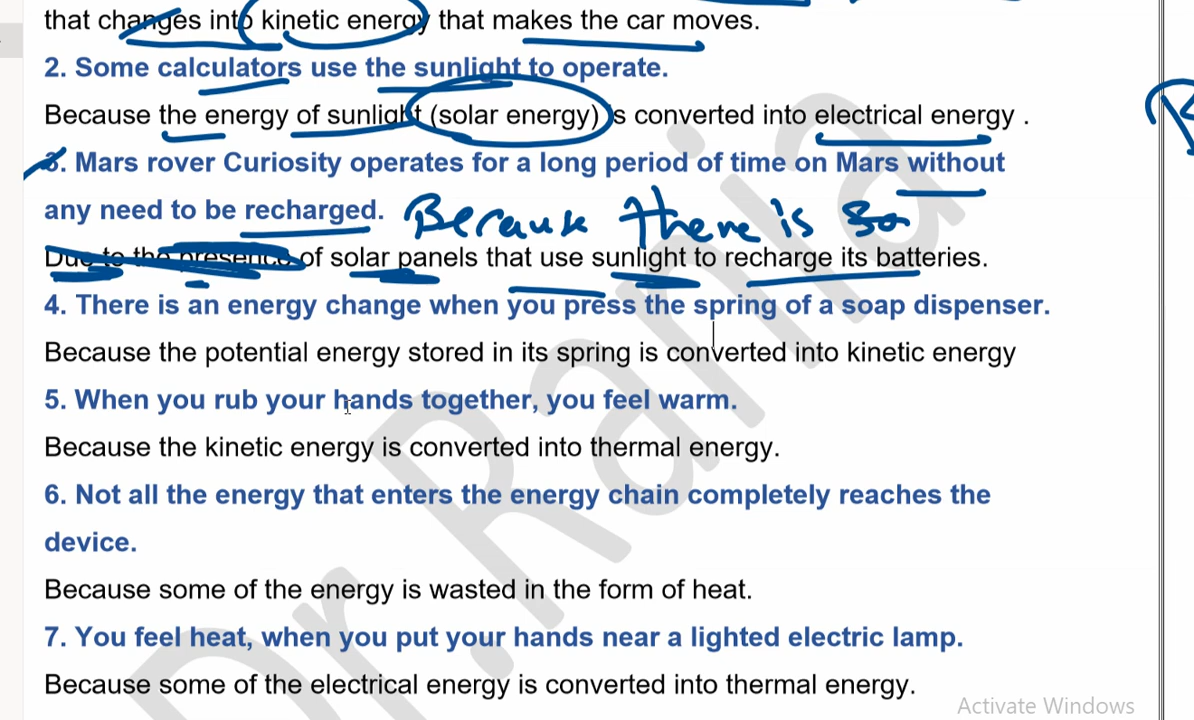 that changes into kinetic energy that makes the car moves.
2. Some calculators use the sunlight to operate.
Because the energy of sunlight (solar energy) is converted into electrical energy .
3. Mars rover Curiosity operates for a long period of time on Mars without
any need to be recharged. Because there is so
Due to the presence of solar panels that use sunlight to recharge its batteries.
4. There is an energy change when you press the spring of a soap dispenser.
Because the potential energy stored in its spring is converted into kinetic energy
5. When you rub your hands together, you feel warm.
Because the kinetic energy is converted into thermal energy.
6. Not all the energy that enters the energy chain completely reaches the
device.
Because some of the energy is wasted in the form of heat.
7. You feel heat, when you put your hands near a lighted electric lamp.
Because some of the electrical energy is converted into thermal energy.
Dr. Rania
Activate Windows